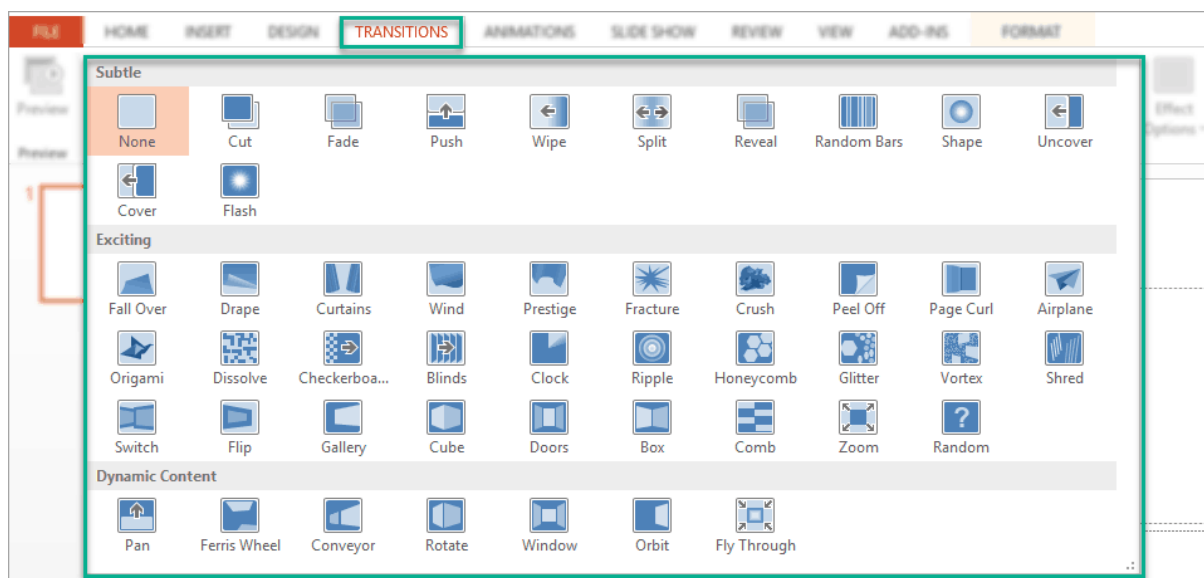 FILE HOME INSERT DESIGN TRANSITIONS ANIMATIONS SLIDE SHOW REVIEW VIEW ADD-INS FORMAT
Subtle
Preview
None Cut Fade Push Wipe Split Reveal Random Bars Shape Uncover
Effect
Options
Preview
1
Cover Flash
Exciting
Fall Over Drape Curtains Wind Prestige Fracture Crush Peel Off Page Curl Airplane
Origami Dissolve Checkerboa... Blinds Clock Ripple Honeycomb Glitter Vortex Shred
Switch Flip Gallery Cube Doors Box Comb Zoom ? Random
Dynamic Content
Pan Ferris Wheel Conveyor Rotate Window Orbit Fly Through